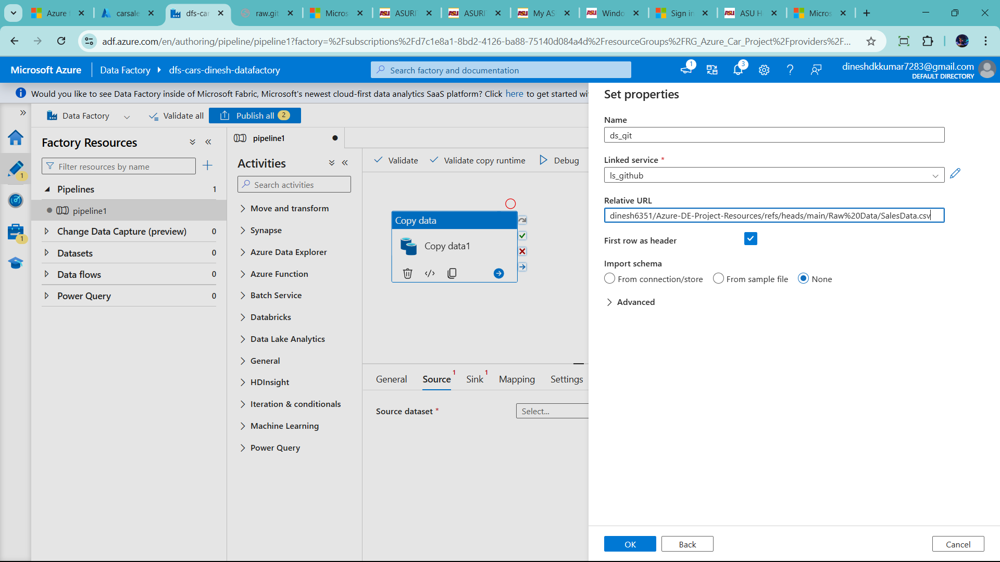 Azure
carsale
dfs-car
raw.git
Micros
ASURI
ASURI
My AS
Windo
Sign in
ASU H
Micros
adf.azure.com/en/authoring/pipeline/pipeline1?factory=%2Fsubscriptions%2Fd7c1e8a1-8bd2-4126-ba88-75140d084a4d%2FresourceGroups%2FRG_Azure_Car_Project%2Fproviders%2F...
Microsoft Azure
Data Factory
dfs-cars-dinesh-datafactory
Search factory and documentation
1
3
dineshdkkumar7283@gmail.com
DEFAULT DIRECTORY
Would you like to see Data Factory inside of Microsoft Fabric, Microsoft's newest cloud-first data analytics SaaS platform? Click here to get started wi
Data Factory
Validate all
Publish all 2
Factory Resources
Filter resources by name
1
1
Pipelines 1
pipeline1
Change Data Capture (preview) 0
Datasets 0
Data flows 0
Power Query 0
pipeline1
Activities
Search activities
Move and transform
Synapse
Azure Data Explorer
Azure Function
Batch Service
Databricks
Data Lake Analytics
General
HDInsight
Iteration & conditionals
Machine Learning
Power Query
Validate
Validate copy runtime
Debug
Copy data
Copy data1
General
Source 1
Sink 1
Mapping
Settings
Source dataset *
Select...
Set properties
Name
ds_git
Linked service *
ls_github
Relative URL
dinesh6351/Azure-DE-Project-Resources/refs/heads/main/Raw%20Data/SalesData.csv
First row as header
Import schema
From connection/store
From sample file
None
Advanced
OK
Back
Cancel